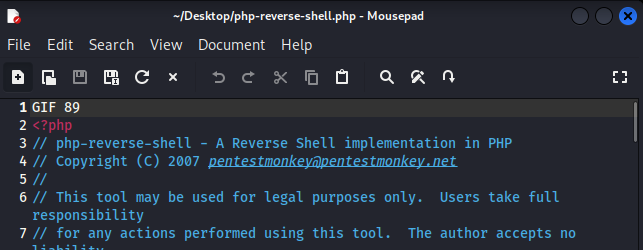 ~/Desktop/php-reverse-shell.php - Mousepad
File Edit Search View Document Help
1 GIF 89
2 <?php
3 // php-reverse-shell - A Reverse Shell implementation in PHP
4 // Copyright (C) 2007 pentestmonkey@pentestmonkey.net
5 //
6 // This tool may be used for legal purposes only.  Users take full
responsibility
7 // for any actions performed using this tool.  The author accepts no
liability